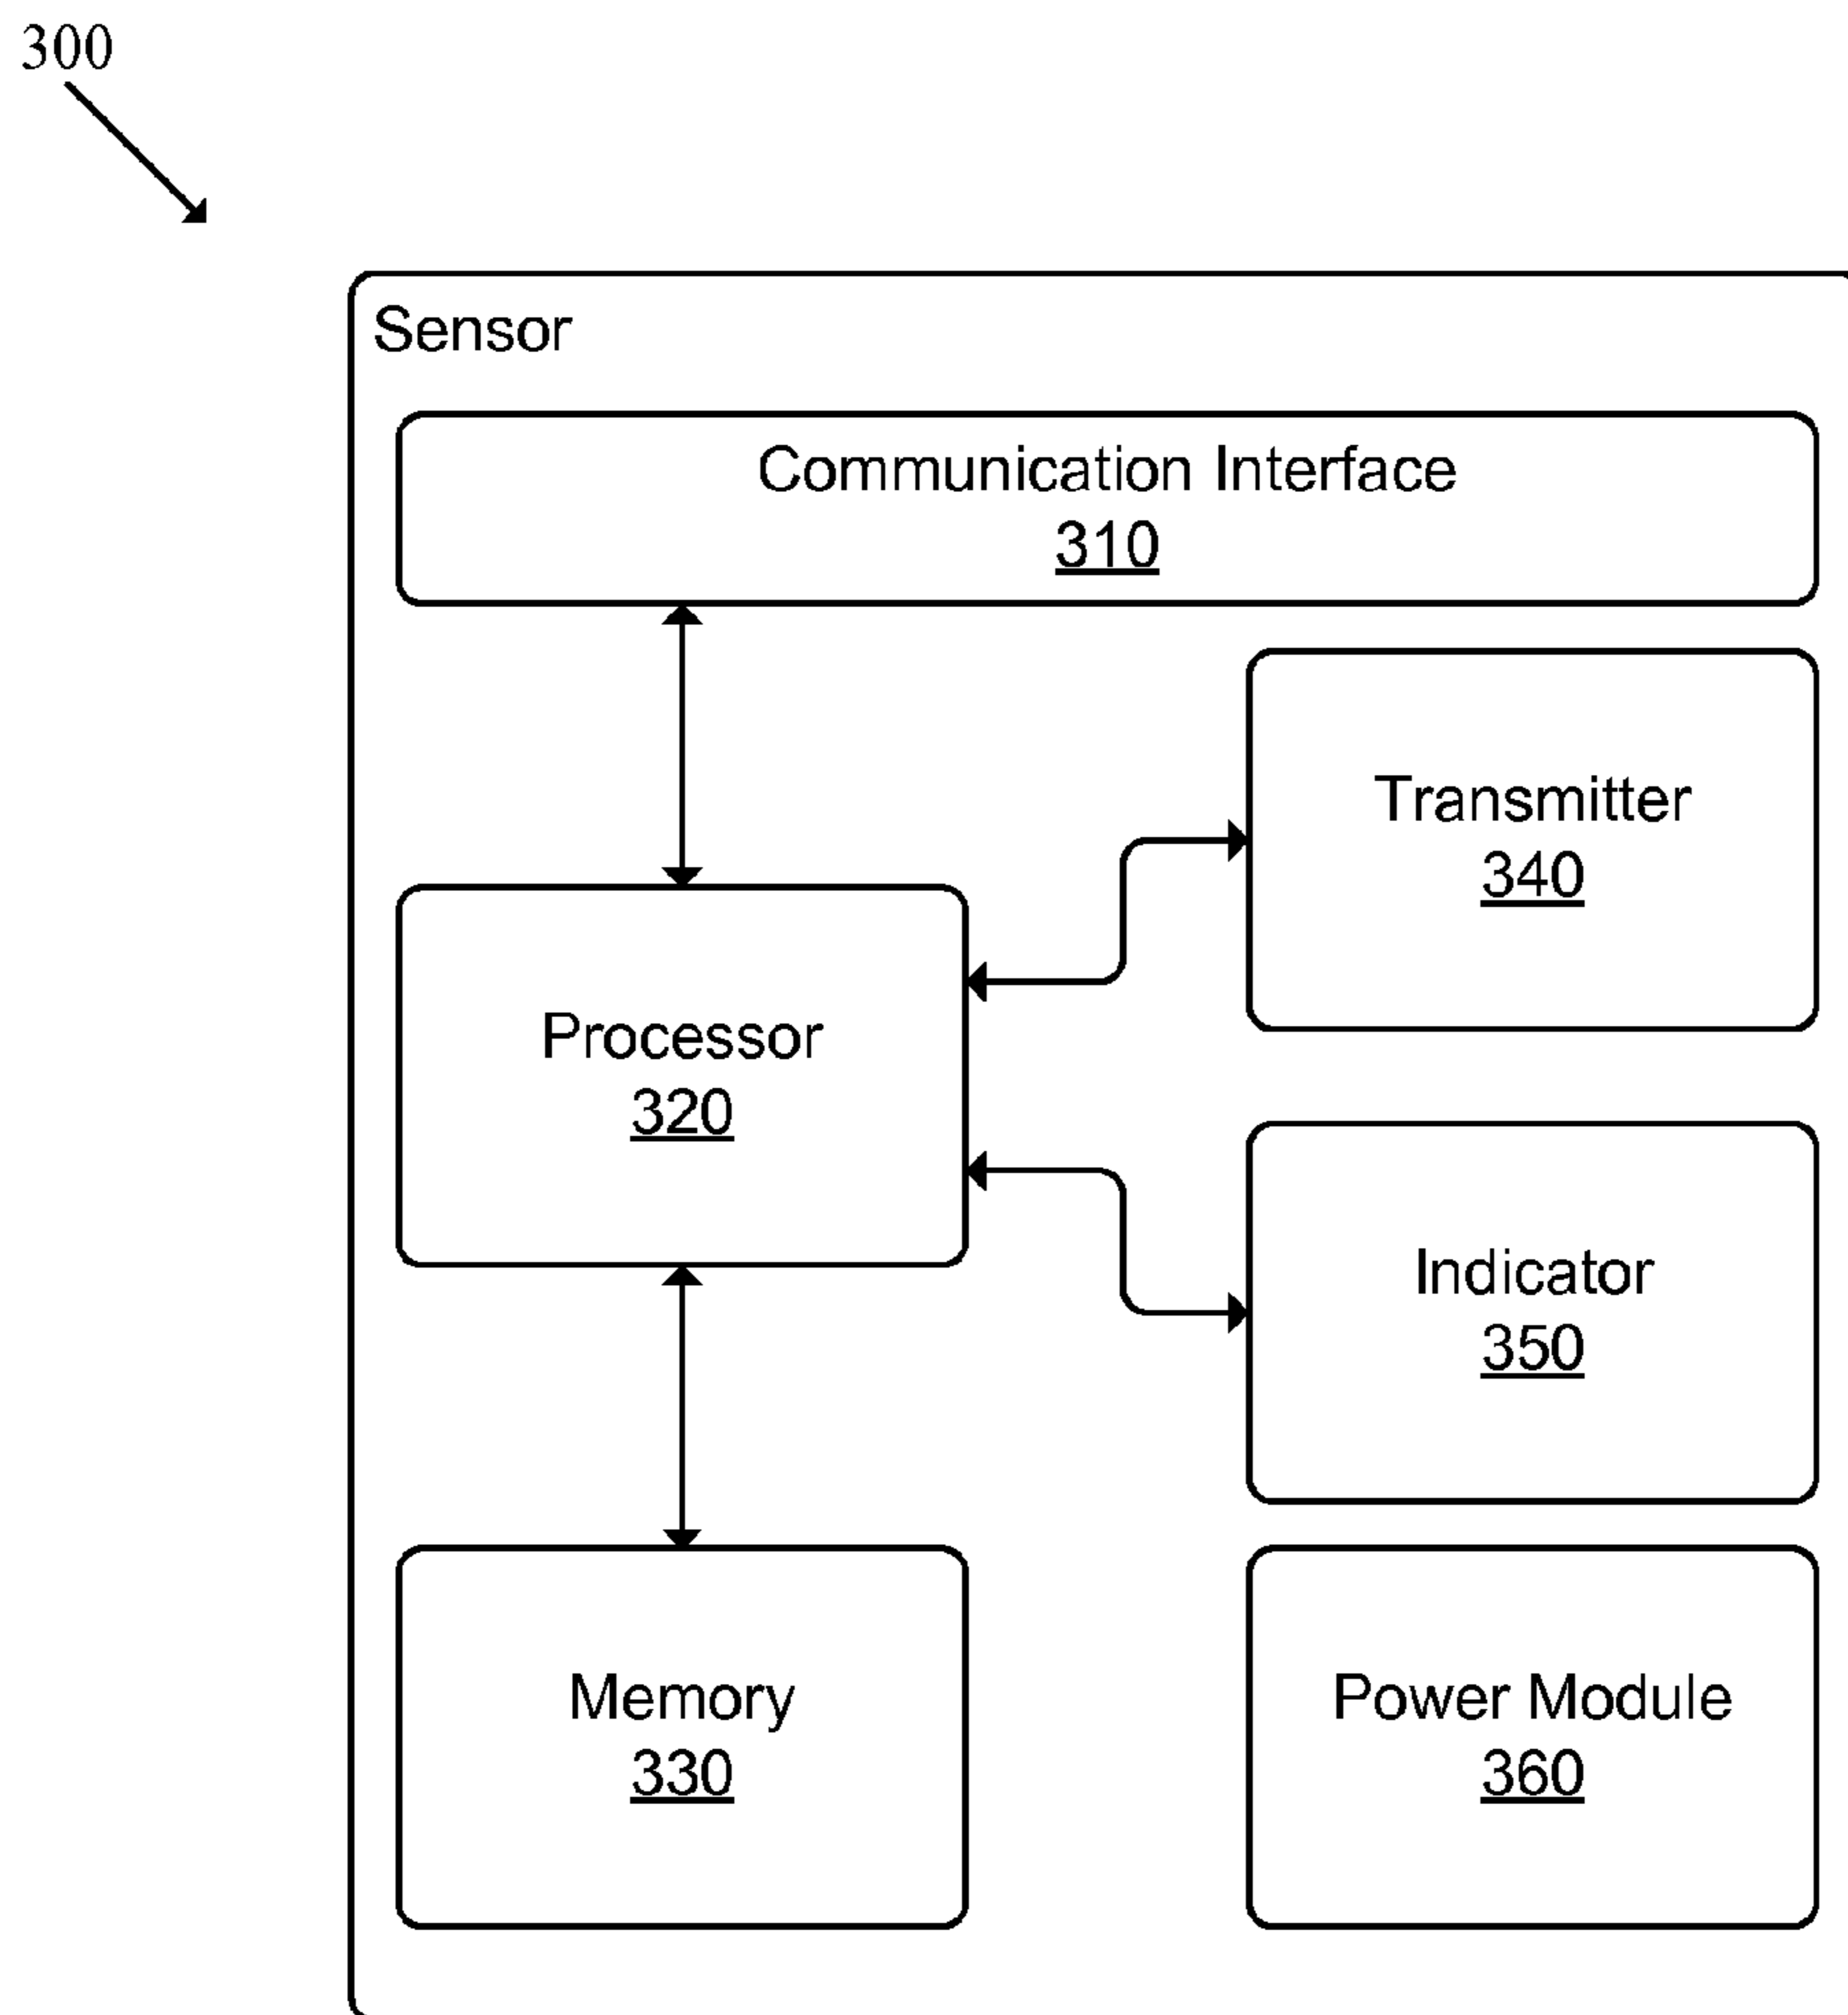 300
Sensor
Communication Interface
310
Transmitter
340
Processor
320
Indicator
350
Memory
330
Power Module
360